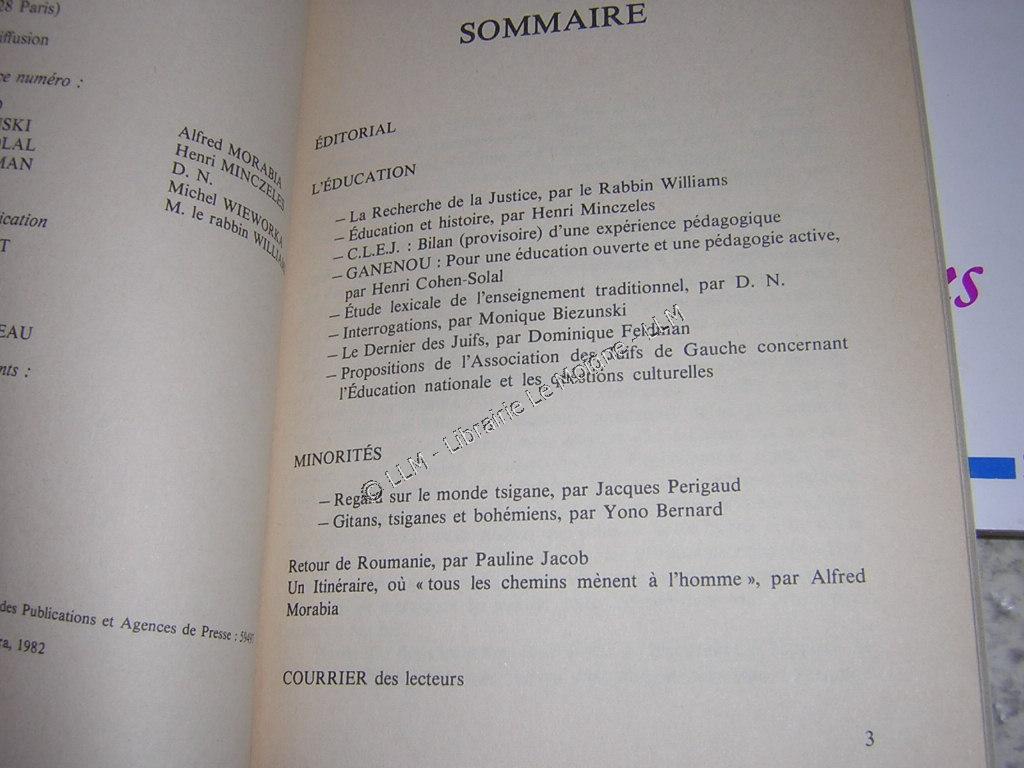 28 Paris)
iffusion
ce numéro :
SKI
LAL
MAN
Alfred MORABIA
Henri MINCZELES
D. N.
Michel WIEWORKA
M. le rabbin WILLIAM
ication
T
EAU
nts :
des Publications et Agences de Presse :
ra, 1982
SOMMAIRE
ÉDITORIAL
L'ÉDUCATION
– La Recherche de la Justice, par le Rabbin Williams
– Éducation et histoire, par Henri Minczeles
– C.L.E.J. : Bilan (provisoire) d'une expérience pédagogique
– GANENOU : Pour une éducation ouverte et une pédagogie active,
par Henri Cohen-Solal
– Étude lexicale de l'enseignement traditionnel, par D. N.
– Interrogations, par Monique Biezunski
– Le Dernier des Juifs, par Dominique Feldman
– Propositions de l'Association des Juifs de Gauche concernant
l'Éducation nationale et les questions culturelles
MINORITÉS
– Regard sur le monde tsigane, par Jacques Perigaud
– Gitans, tsiganes et bohémiens, par Yono Bernard
Retour de Roumanie, par Pauline Jacob
Un Itinéraire, où « tous les chemins mènent à l'homme », par Alfred
Morabia
COURRIER des lecteurs
3
© LLM - Librairie Le Molone - LLM